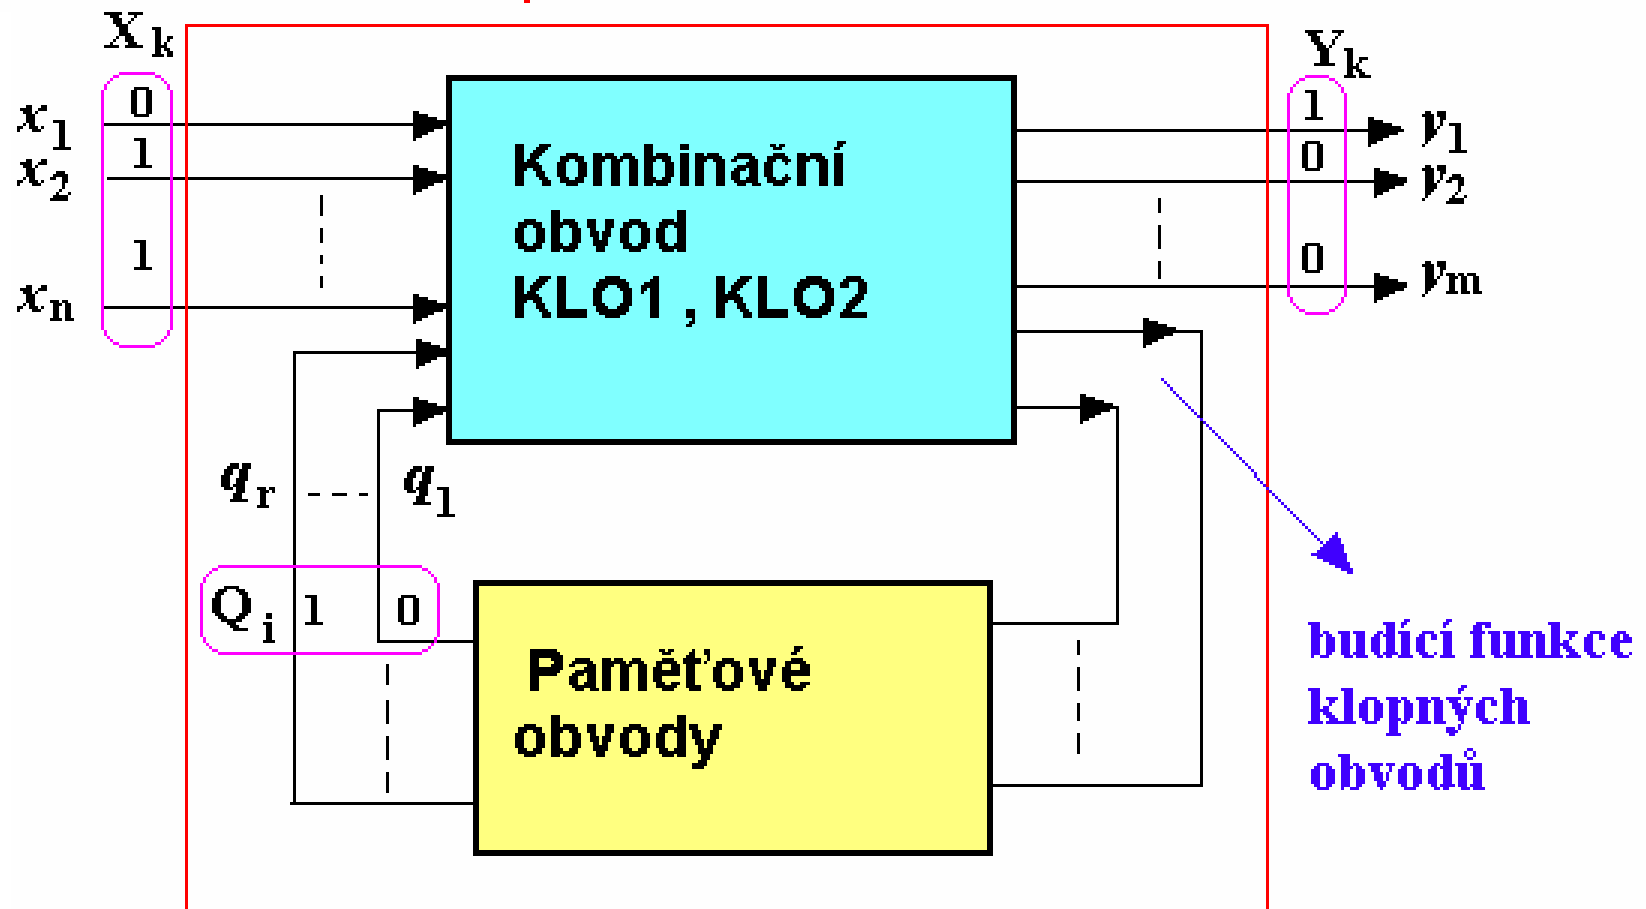 Xk
x1
x2
xn
0
1
1
Kombinační
obvod
KLO1 , KLO2
Yk
1
0
0
y1
y2
ym
qr
q1
Qi 1 0
Paměťové
obvody
budící funkce
klopných
obvodů